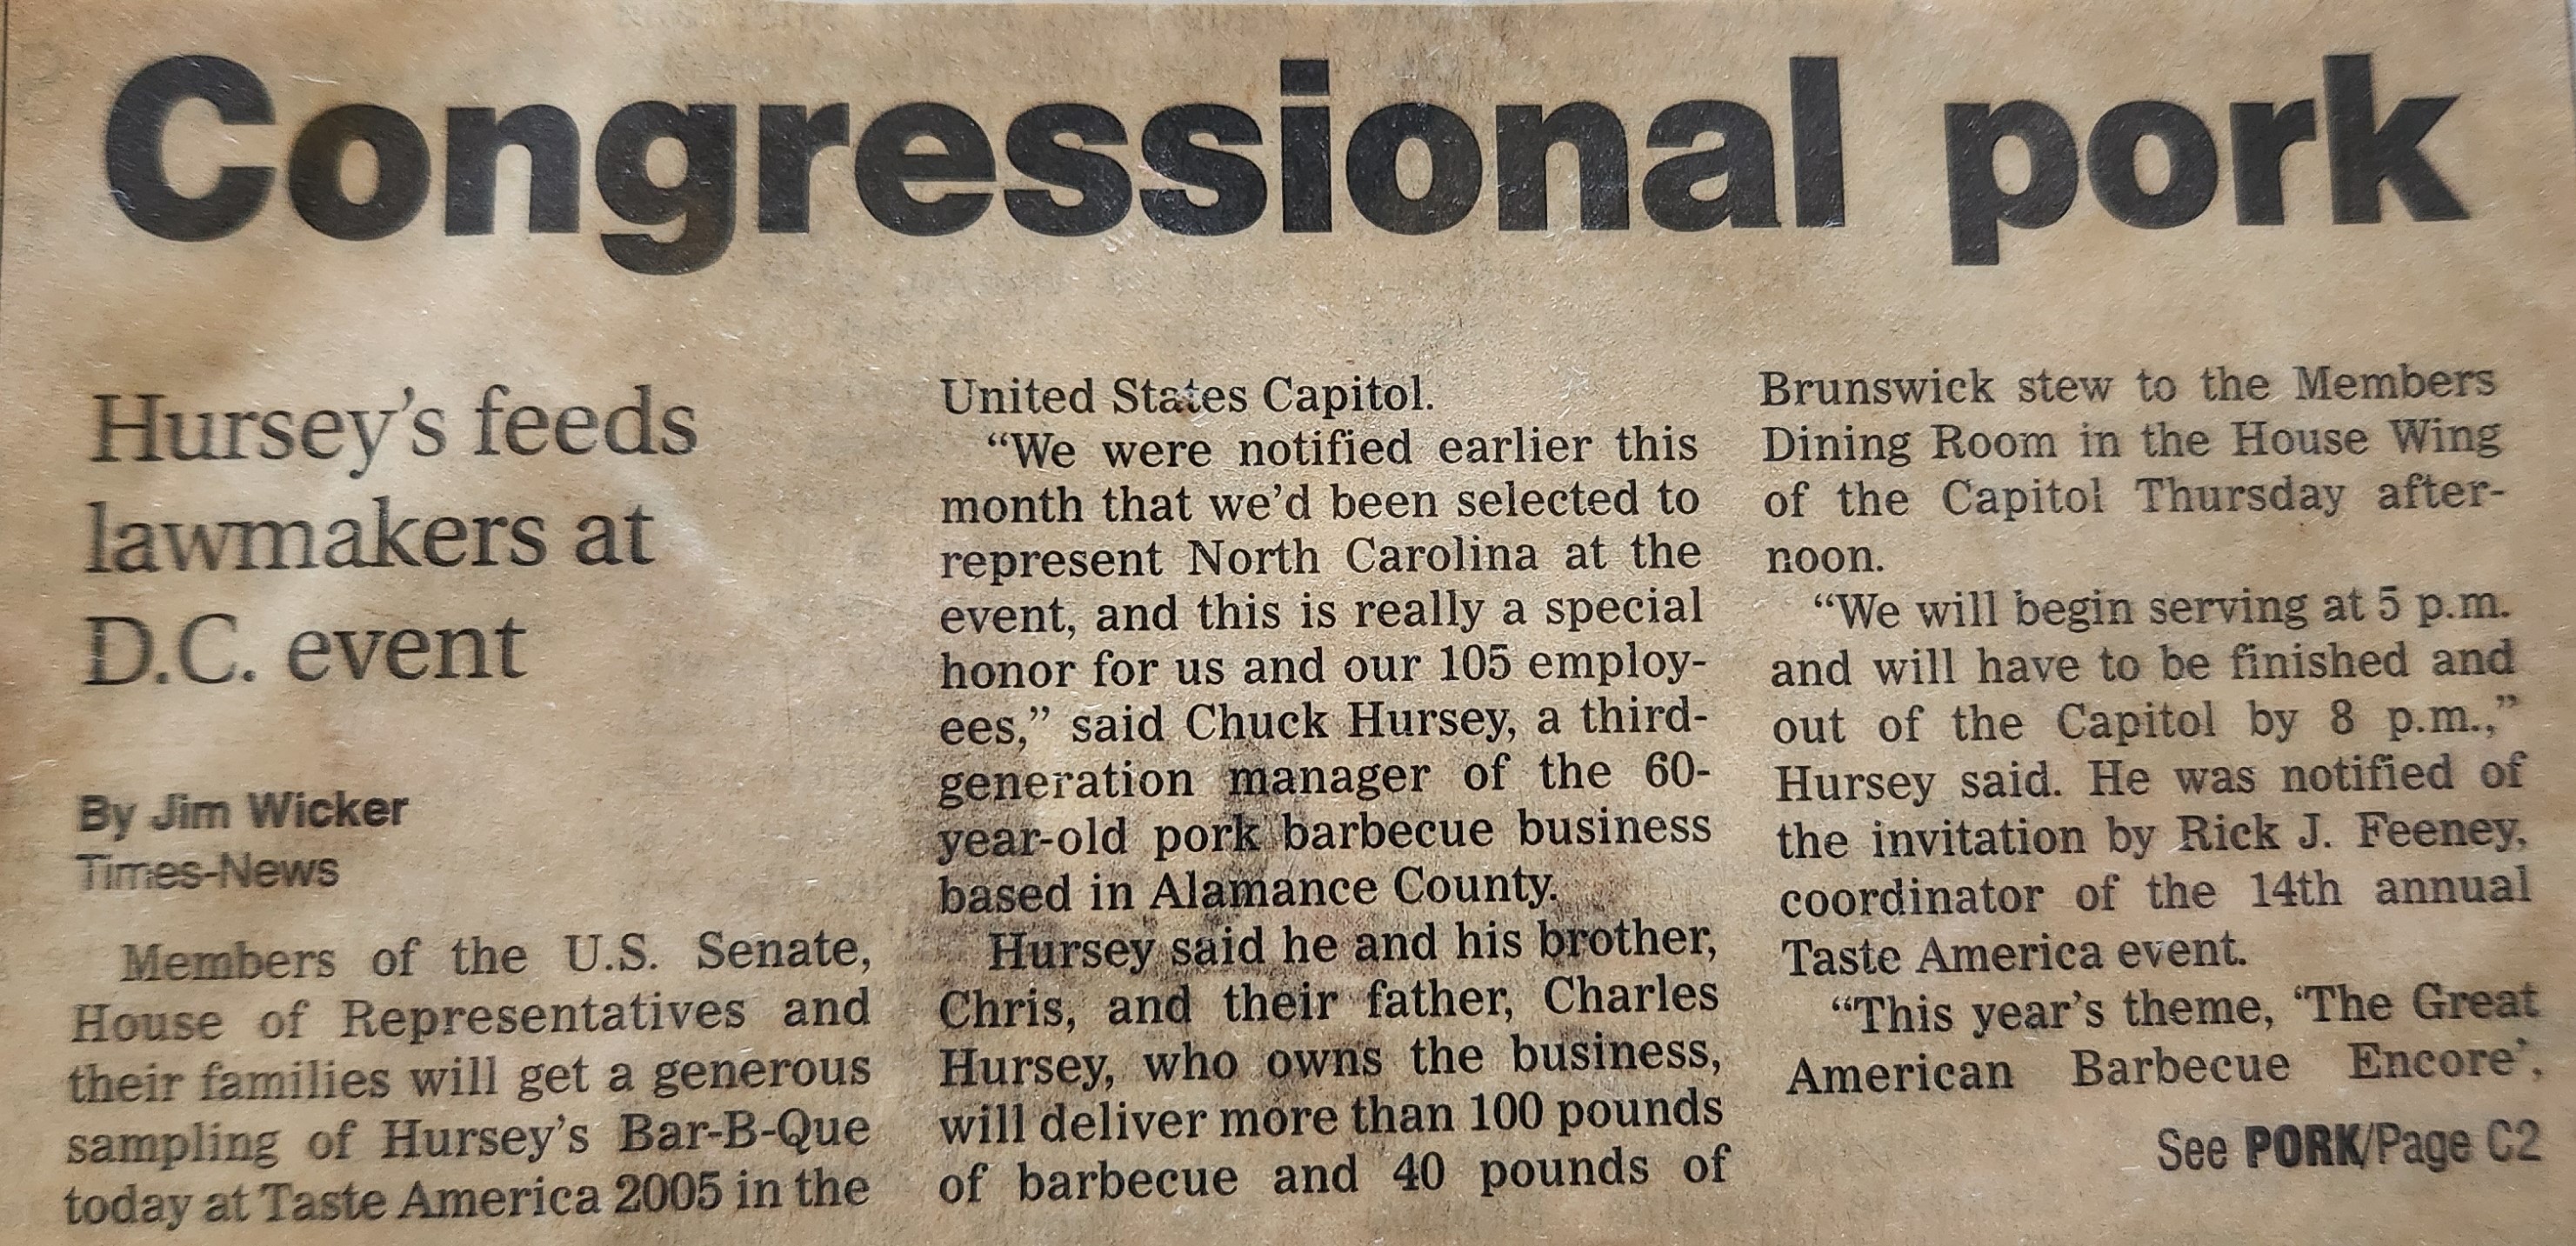 Congressional pork
Hursey's feeds
lawmakers at
D.C. event
By Jim Wicker
Times-News
Members of the U.S. Senate,
House of Representatives and
their families will get a generous
sampling of Hursey's Bar-B-Que
today at Taste America 2005 in the
United States Capitol.
“We were notified earlier this
month that we'd been selected to
represent North Carolina at the
event, and this is really a special
honor for us and our 105 employ-
ees,” said Chuck Hursey, a third-
generation manager of the 60-
year-old pork barbecue business
based in Alamance County.
Hursey said he and his brother,
Chris, and their father, Charles
Hursey, who owns the business,
will deliver more than 100 pounds
of barbecue and 40 pounds of
Brunswick stew to the Members
Dining Room in the House Wing
of the Capitol Thursday after-
noon.
“We will begin serving at 5 p.m.
and will have to be finished and
out of the Capitol by 8 p.m.,”
Hursey said. He was notified of
the invitation by Rick J. Feeney,
coordinator of the 14th annual
Taste America event.
“This year's theme, ‘The Great
American Barbecue Encore’,
See PORK/Page C2